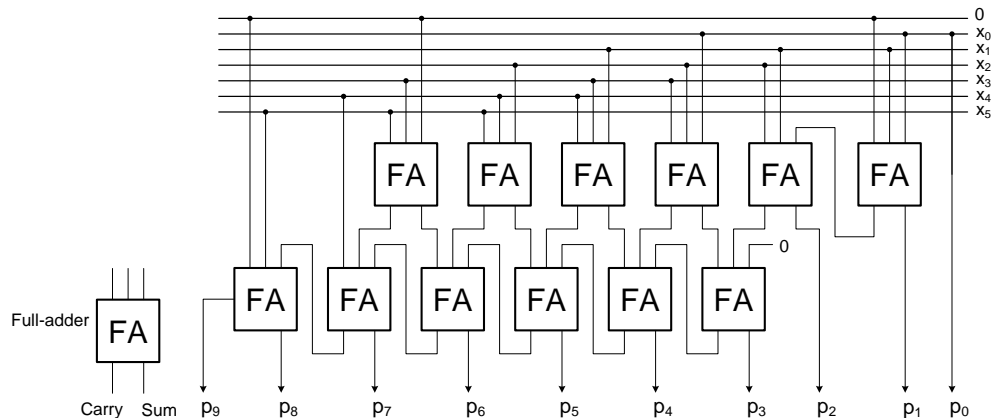 0
x₀
x₁
x₂
x₃
x₄
x₅
FA FA FA FA FA FA
0
FA FA FA FA FA FA
Full-adder
FA
Carry Sum
p₉ p₈ p₇ p₆ p₅ p₄ p₃ p₂ p₁ p₀